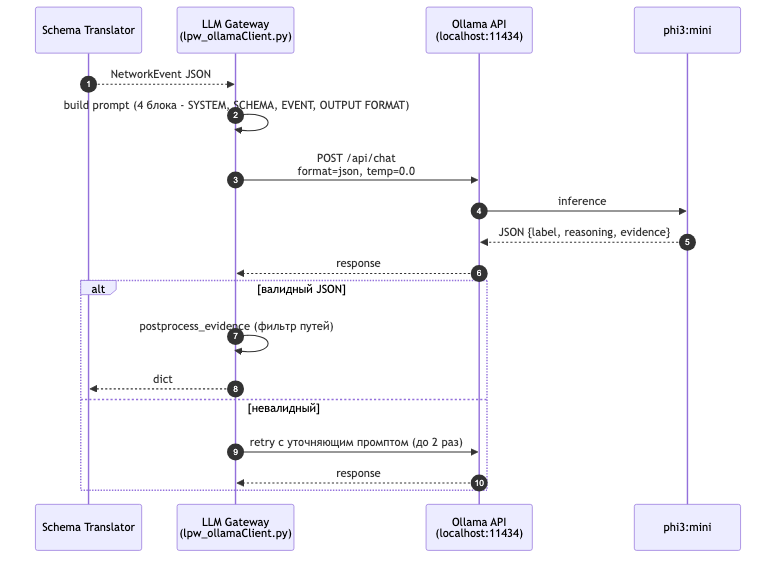 Schema Translator
LLM Gateway
(lpw_ollamaClient.py)
Ollama API
(localhost:11434)
phi3:mini
1
NetworkEvent JSON
build prompt (4 блока - SYSTEM, SCHEMA, EVENT, OUTPUT FORMAT)
2
POST /api/chat
format=json, temp=0.0
3
inference
4
JSON {label, reasoning, evidence}
5
response
6
alt
[валидный JSON]
postprocess_evidence (фильтр путей)
7
dict
8
[невалидный]
retry с уточняющим промптом (до 2 раз)
9
response
10
Schema Translator
LLM Gateway
(lpw_ollamaClient.py)
Ollama API
(localhost:11434)
phi3:mini